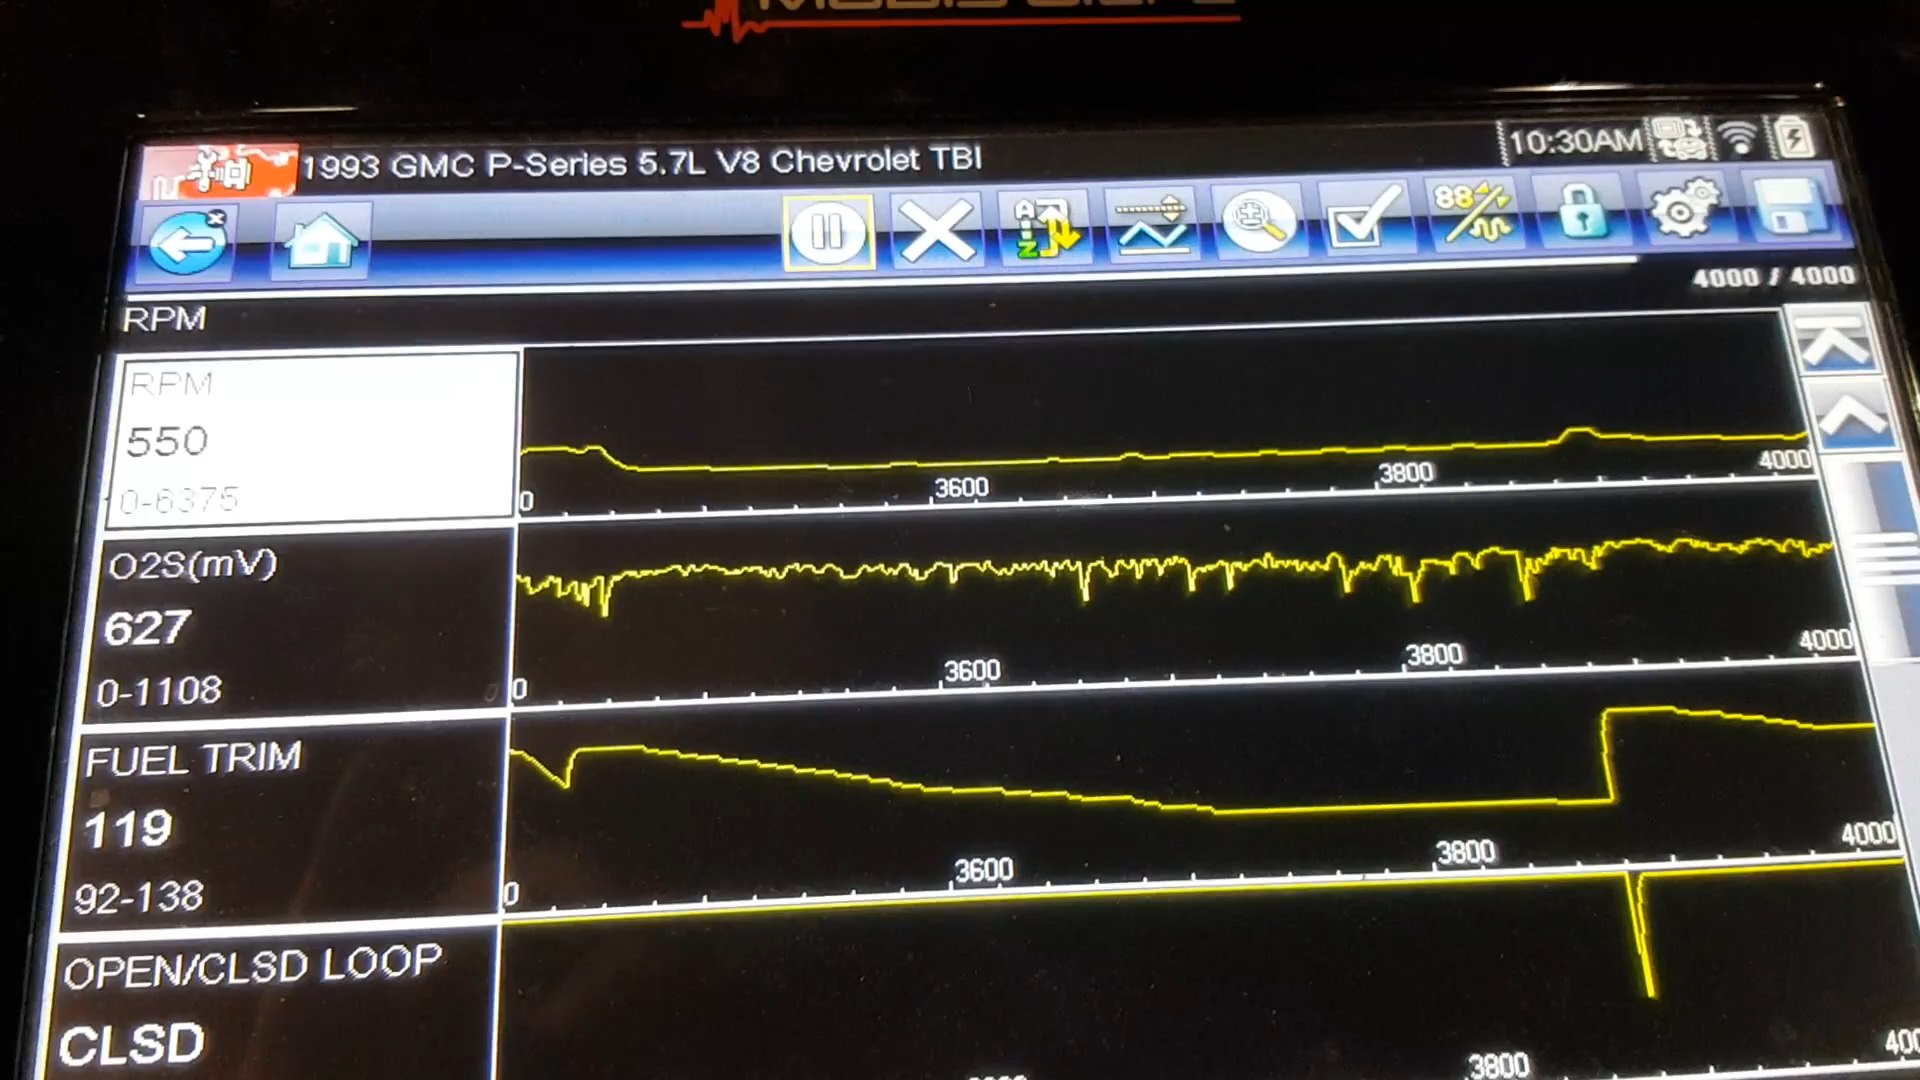 1993 GMC P-Series 5.7L V8 Chevrolet TBI
10:30AM
88
4000 / 4000
RPM
RPM
550
0-6375
0
3600
3800
4000
O2S(mV)
627
0-1108
0
3600
3800
4000
FUEL TRIM
119
92-138
0
3600
3800
4000
OPEN/CLSD LOOP
CLSD
3800